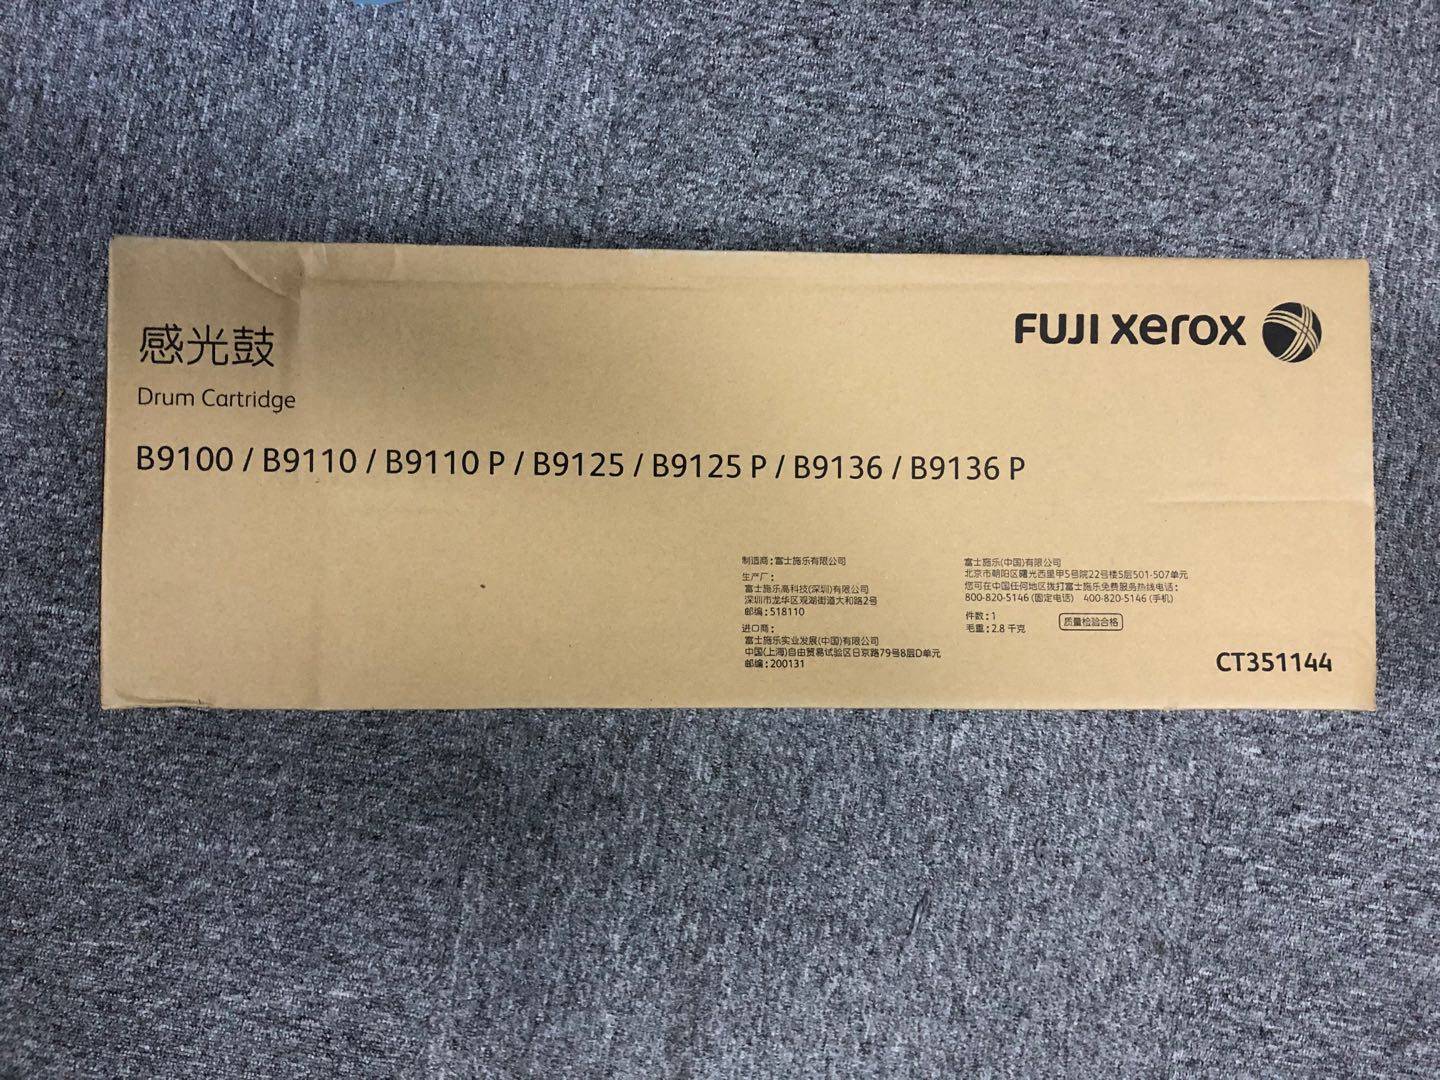 感光鼓
Drum Cartridge
FUJI xerox
B9100 / B9110 / B9110 P / B9125 / B9125 P / B9136 / B9136 P
制造商：富士施乐有限公司
生产厂：
富士施乐高科技(深圳)有限公司
深圳市龙华区观湖街道大和路2号
邮编：518110
进口商：
富士施乐实业发展(中国)有限公司
中国(上海)自由贸易试验区日京路79号8层D单元
邮编：200131
富士施乐(中国)有限公司
北京市朝阳区曙光西里甲5号院22号楼5层501-507单元
您可在中国任何地区拨打富士施乐免费服务热线电话：
800-820-5146 (固定电话) 400-820-5146 (手机)
件数：1
毛重：2.8 千克
质量检验合格
CT351144